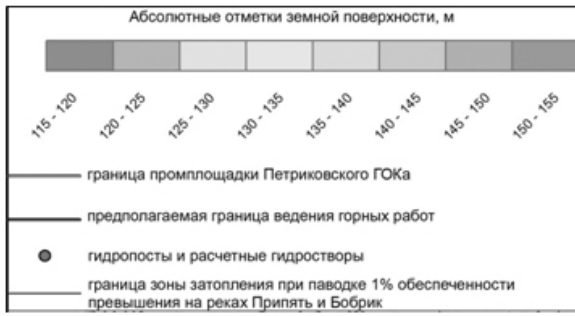 Абсолютные отметки земной поверхности, м
115 - 120
120 - 125
125 - 130
130 - 135
135 - 140
140 - 145
145 - 150
150 - 155
граница промплощадки Петриковского ГОКа
предполагаемая граница ведения горных работ
гидропосты и расчетные гидростворы
граница зоны затопления при паводке 1% обеспеченности
превышения на реках Припять и Бобрик